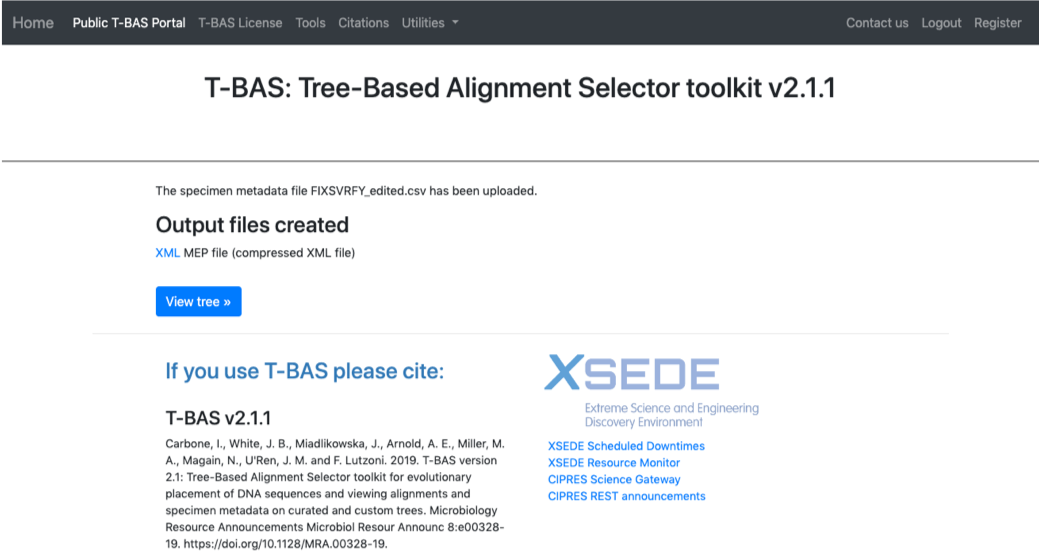 Home Public T-BAS Portal T-BAS License Tools Citations Utilities Contact us Logout Register
T-BAS: Tree-Based Alignment Selector toolkit v2.1.1
The specimen metadata file FIXSVRFY_edited.csv has been uploaded.
Output files created
XML MEP file (compressed XML file)
View tree »
If you use T-BAS please cite:
T-BAS v2.1.1
Carbone, I., White, J. B., Miadlikowska, J., Arnold, A. E., Miller, M.
A., Magain, N., U'Ren, J. M. and F. Lutzoni. 2019. T-BAS version
2.1: Tree-Based Alignment Selector toolkit for evolutionary
placement of DNA sequences and viewing alignments and
specimen metadata on curated and custom trees. Microbiology
Resource Announcements Microbiol Resour Announc 8:e00328-
19. https://doi.org/10.1128/MRA.00328-19.
XSEDE
Extreme Science and Engineering
Discovery Environment
XSEDE Scheduled Downtimes
XSEDE Resource Monitor
CIPRES Science Gateway
CIPRES REST announcements